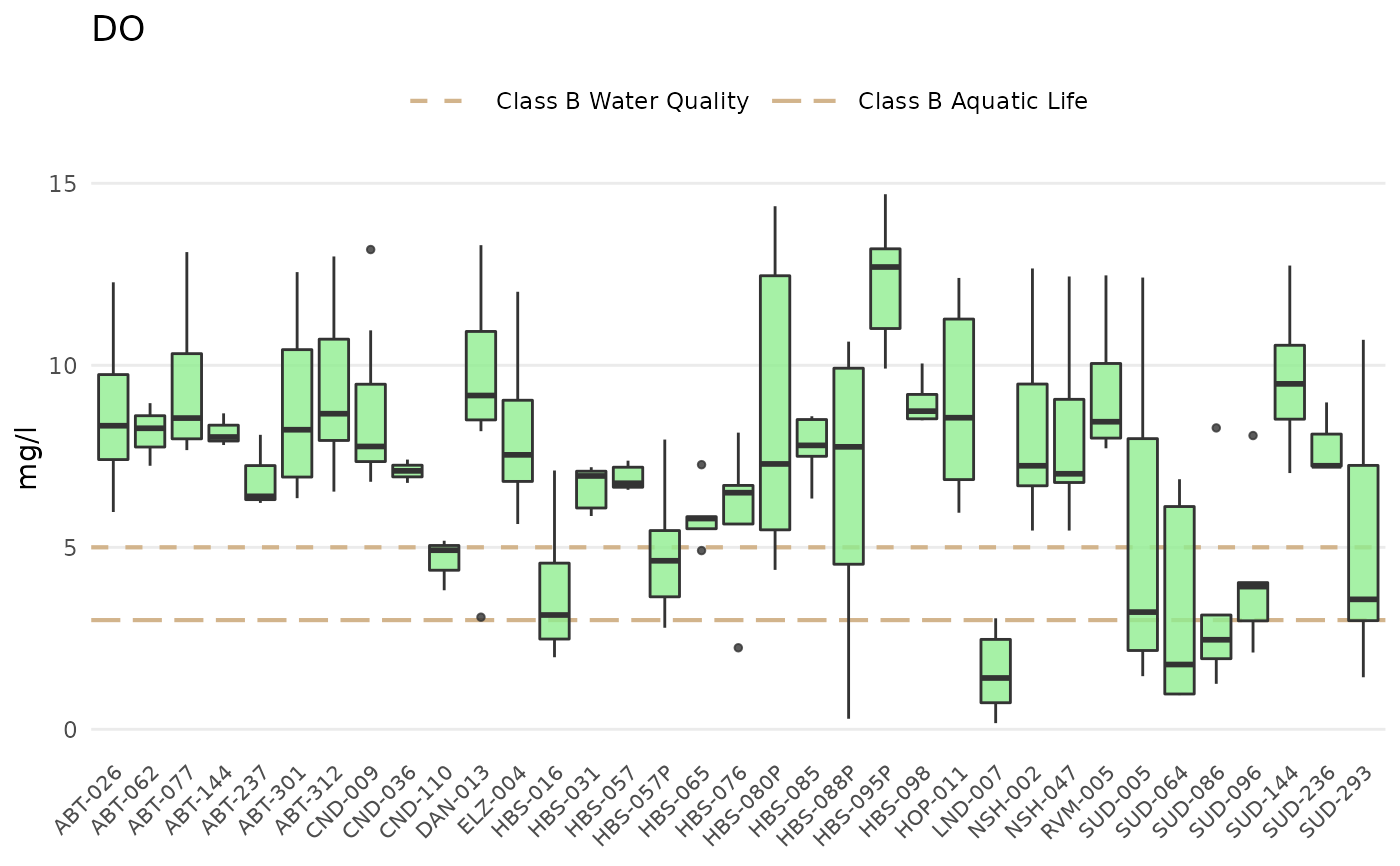 DO
Class B Water Quality
Class B Aquatic Life
mg/l
15
10
5
0
ABT-026
ABT-062
ABT-077
ABT-144
ABT-237
ABT-301
ABT-312
CND-009
CND-036
CND-110
DAN-013
ELZ-004
HBS-016
HBS-031
HBS-057
HBS-057P
HBS-065
HBS-076
HBS-080P
HBS-085
HBS-088P
HBS-095P
HBS-098
HOP-011
LND-007
NSH-002
NSH-047
RVM-005
SUD-005
SUD-064
SUD-086
SUD-096
SUD-144
SUD-236
SUD-293